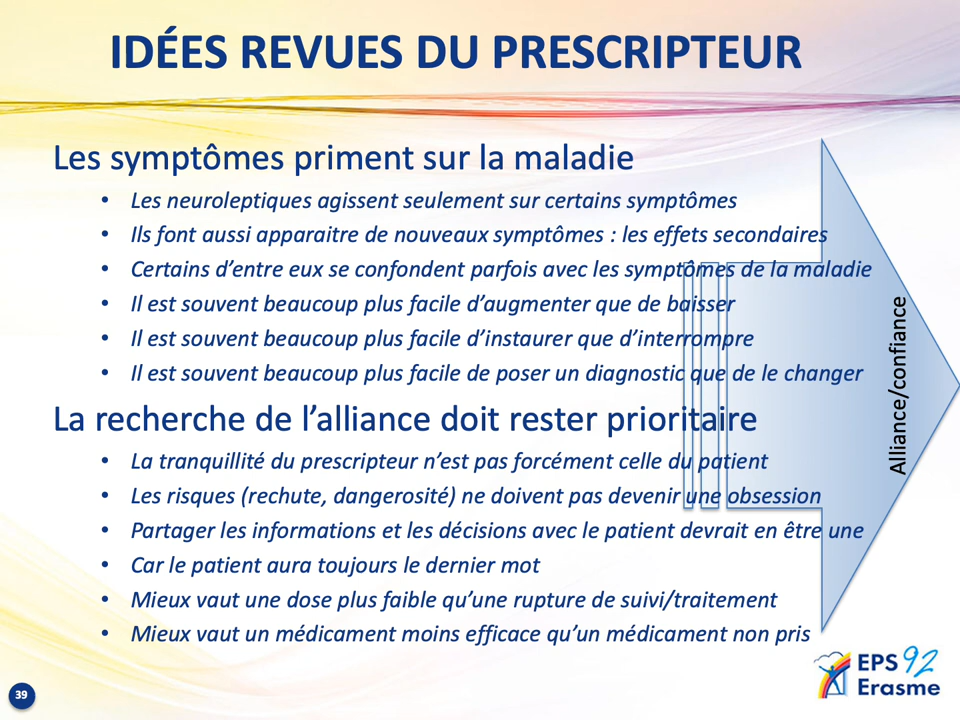 IDÉES REVUES DU PRESCRIPTEUR
Les symptômes priment sur la maladie
• Les neuroleptiques agissent seulement sur certains symptômes
• Ils font aussi apparaitre de nouveaux symptômes : les effets secondaires
• Certains d’entre eux se confondent parfois avec les symptômes de la maladie
• Il est souvent beaucoup plus facile d’augmenter que de baisser
• Il est souvent beaucoup plus facile d’instaurer que d’interrompre
• Il est souvent beaucoup plus facile de poser un diagnostic que de le changer
La recherche de l’alliance doit rester prioritaire
• La tranquillité du prescripteur n’est pas forcément celle du patient
• Les risques (rechute, dangerosité) ne doivent pas devenir une obsession
• Partager les informations et les décisions avec le patient devrait en être une
• Car le patient aura toujours le dernier mot
• Mieux vaut une dose plus faible qu’une rupture de suivi/traitement
• Mieux vaut un médicament moins efficace qu’un médicament non pris
Alliance/confiance
39
EPS 92
Erasme